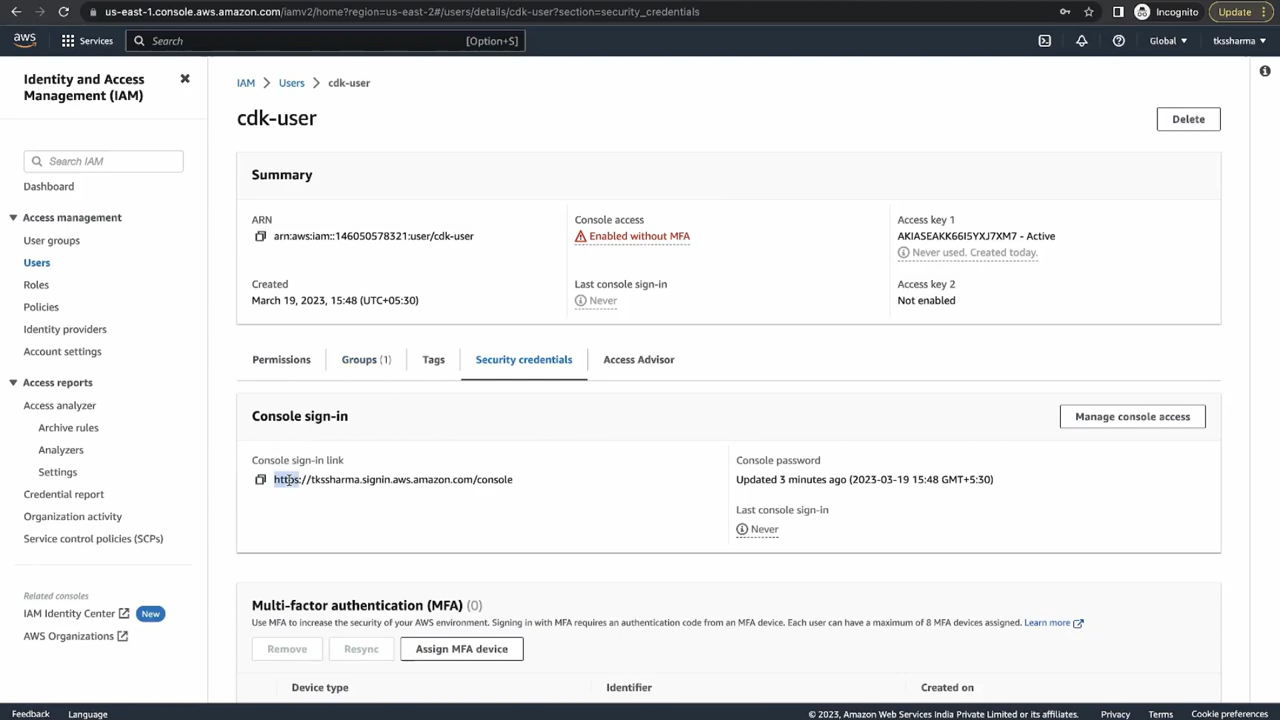 us-east-1.console.aws.amazon.com/iamv2/home?region=us-east-2#/users/details/cdk-user?section=security_credentials
Incognito
Update
aws
Services
Search
[Option+S]
Global
tkssharma
Identity and Access
Management (IAM)
Search IAM
Dashboard
Access management
User groups
Users
Roles
Policies
Identity providers
Account settings
Access reports
Access analyzer
Archive rules
Analyzers
Settings
Credential report
Organization activity
Service control policies (SCPs)
Related consoles
IAM Identity Center
New
AWS Organizations
IAM > Users > cdk-user
cdk-user
Delete
Summary
ARN
arn:aws:iam::146050578321:user/cdk-user
Console access
Enabled without MFA
Access key 1
AKIASEAKK66I5YXJ7XM7 - Active
Never used. Created today.
Created
March 19, 2023, 15:48 (UTC+05:30)
Last console sign-in
Never
Access key 2
Not enabled
Permissions
Groups (1)
Tags
Security credentials
Access Advisor
Console sign-in
Manage console access
Console sign-in link
https://tkssharma.signin.aws.amazon.com/console
Console password
Updated 3 minutes ago (2023-03-19 15:48 GMT+5:30)
Last console sign-in
Never
Multi-factor authentication (MFA) (0)
Use MFA to increase the security of your AWS environment. Signing in with MFA requires an authentication code from an MFA device. Each user can have a maximum of 8 MFA devices assigned. Learn more
Remove
Resync
Assign MFA device
Device type
Identifier
Created on
Feedback
Language
© 2023, Amazon Web Services India Private Limited or its affiliates.
Privacy
Terms
Cookie preferences